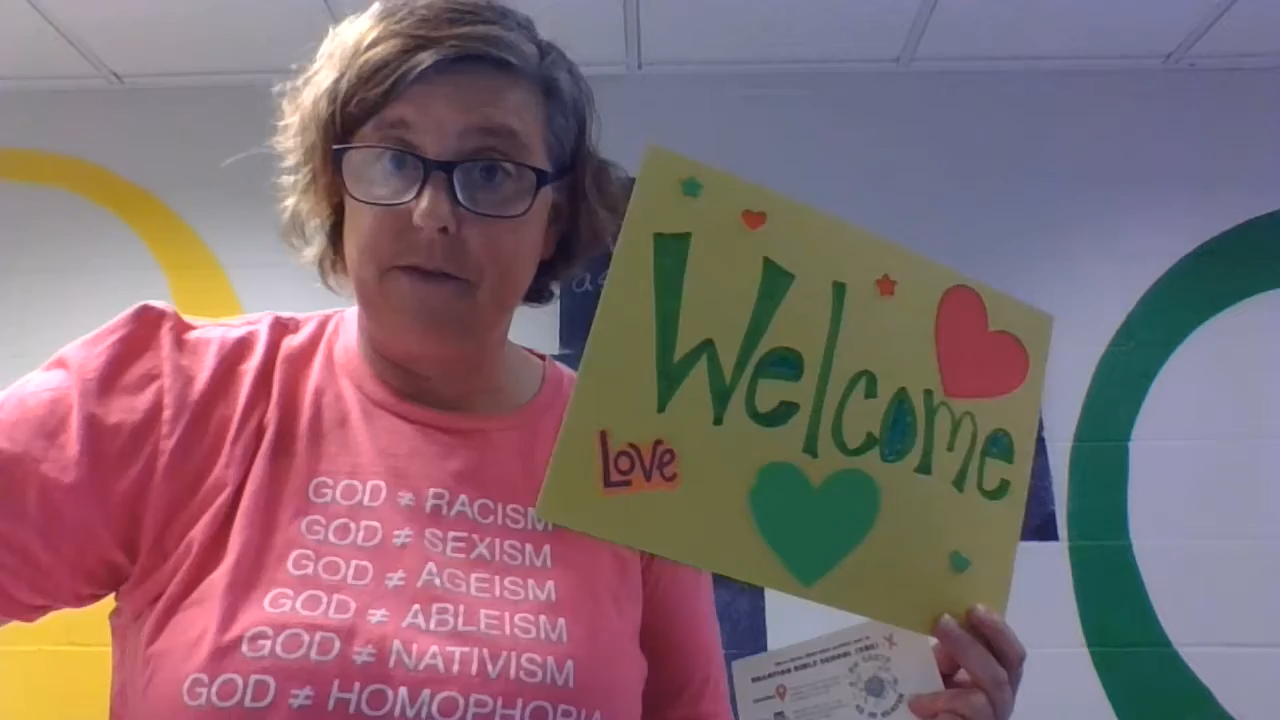 Welcome
Love
GOD ≠ RACISM
GOD ≠ SEXISM
GOD ≠ AGEISM
GOD ≠ ABLEISM
GOD ≠ NATIVISM
GOD ≠ HOMOPHOBIA
VACATION BIBLE SCHOOL (VBS)